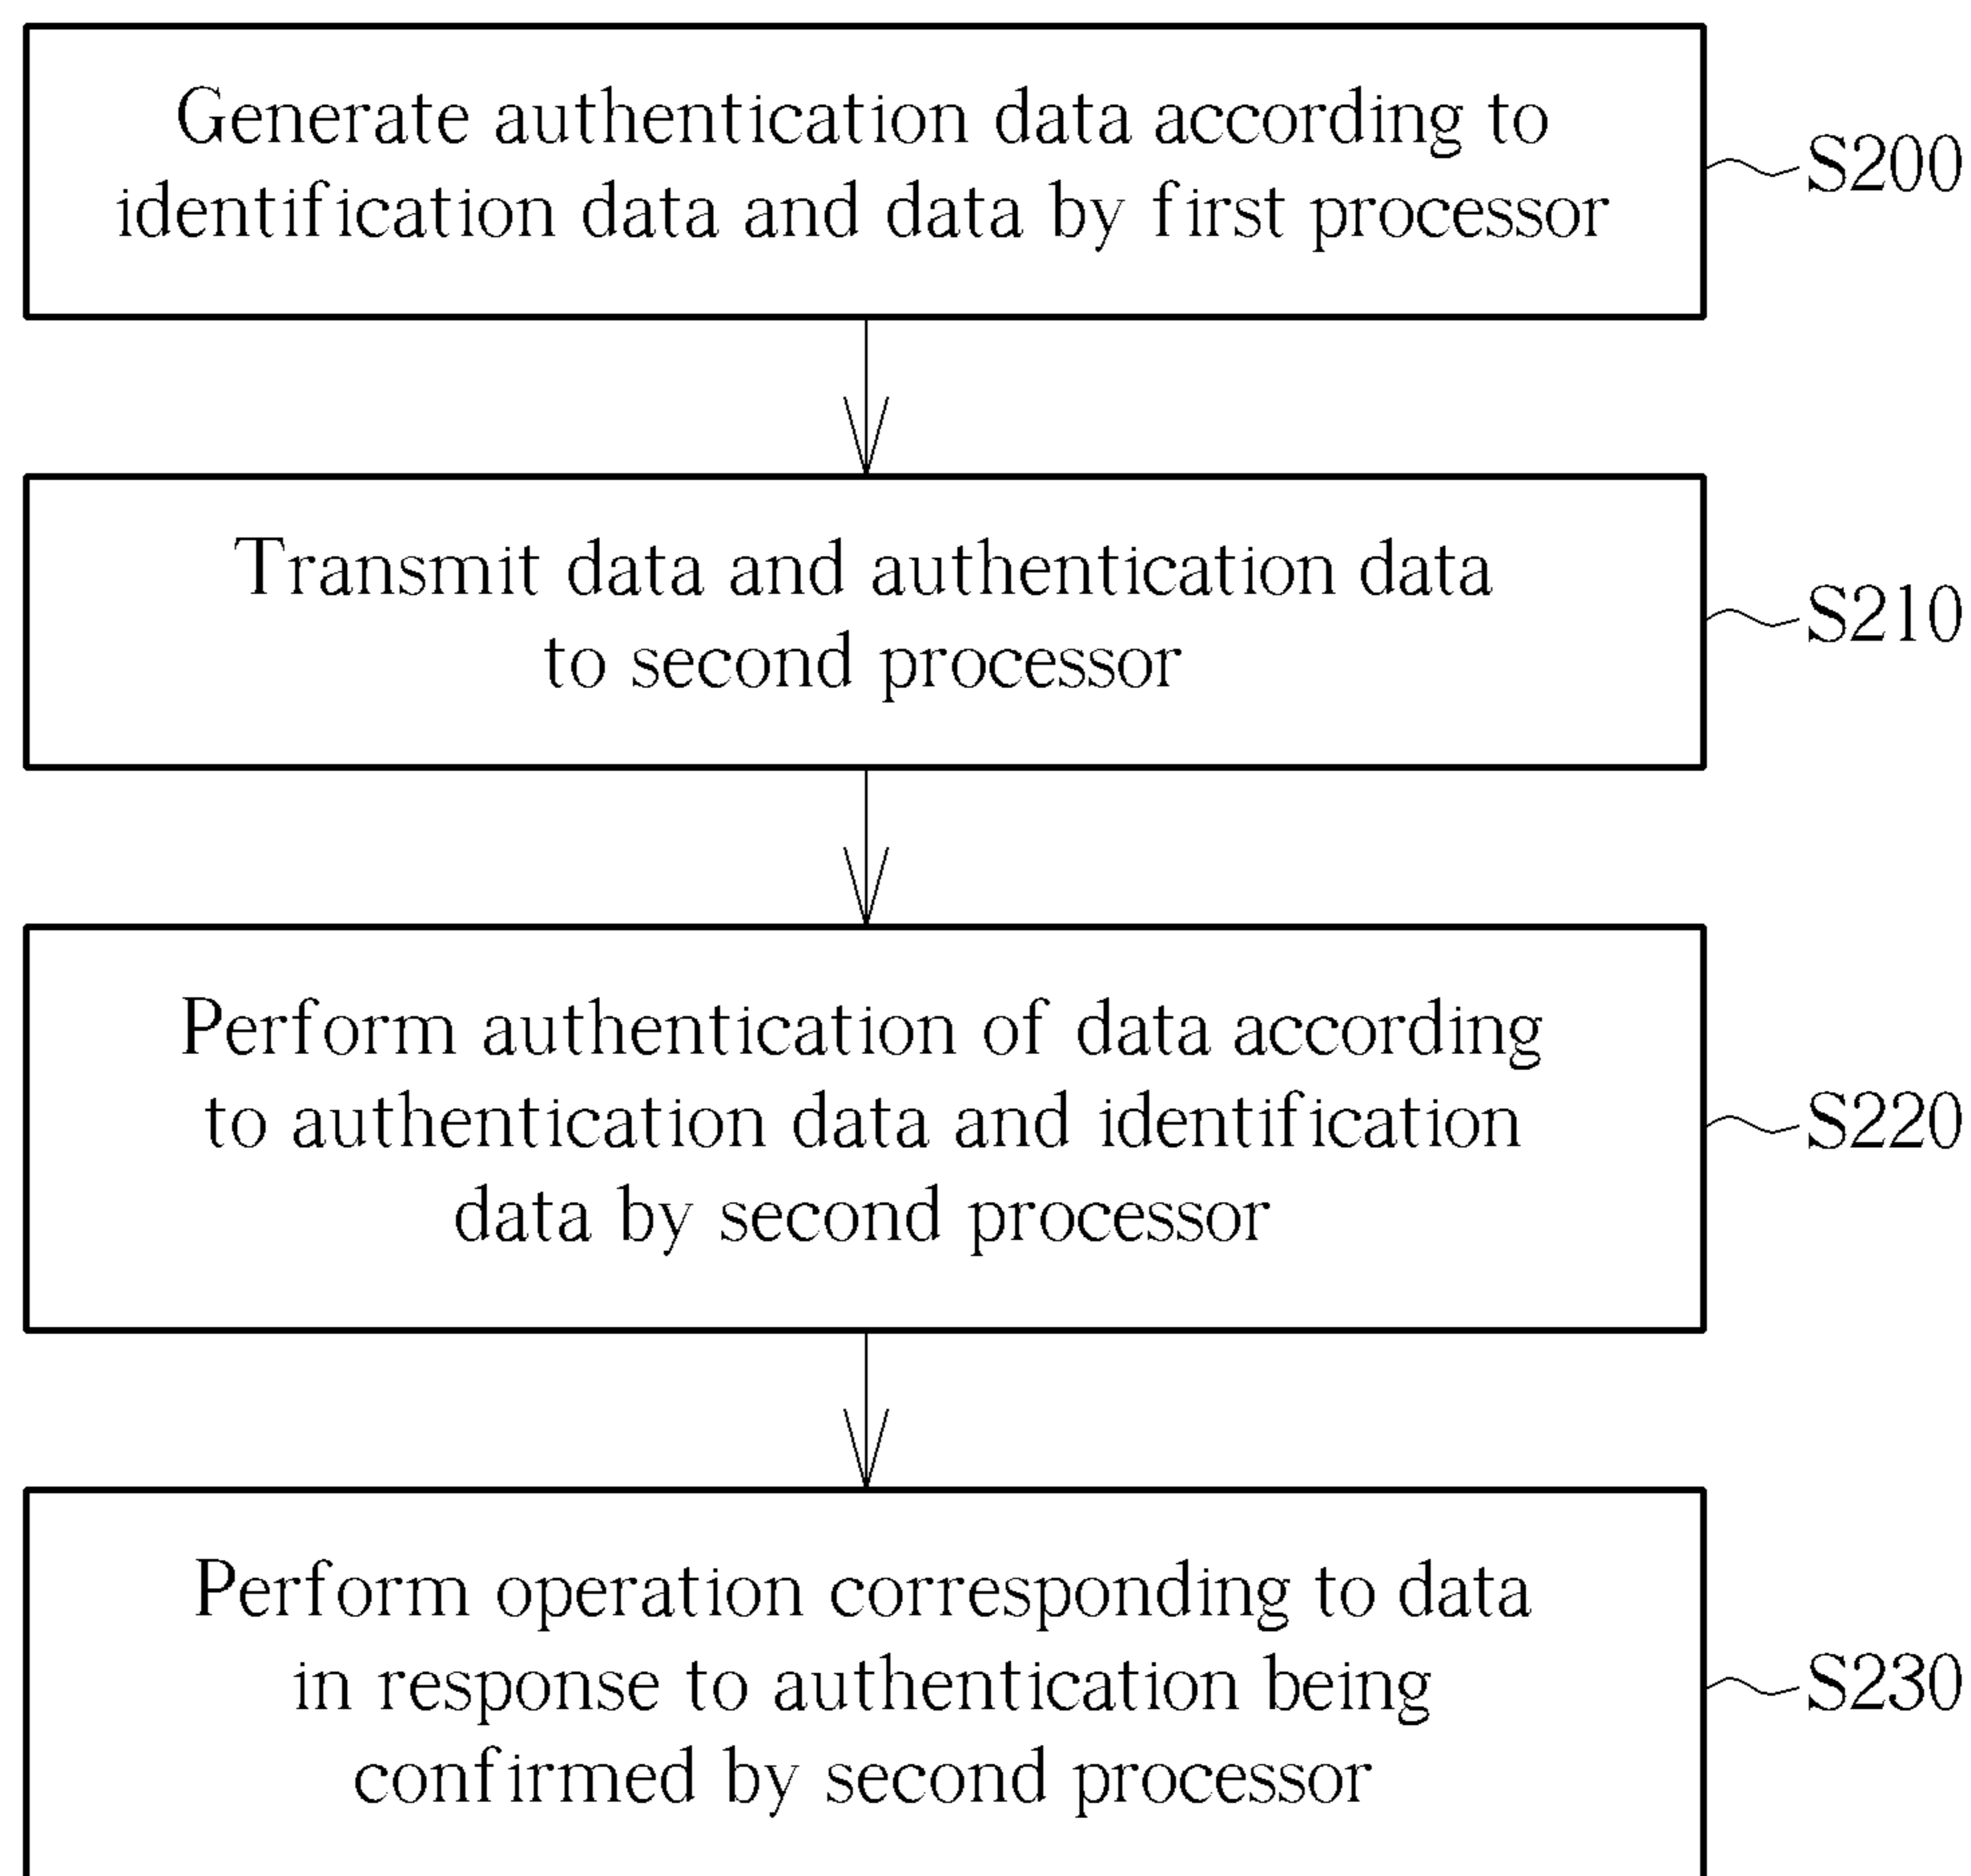 Generate authentication data according to
identification data and data by first processor
S200
Transmit data and authentication data
to second processor
S210
Perform authentication of data according
to authentication data and identification
data by second processor
S220
Perform operation corresponding to data
in response to authentication being
confirmed by second processor
S230